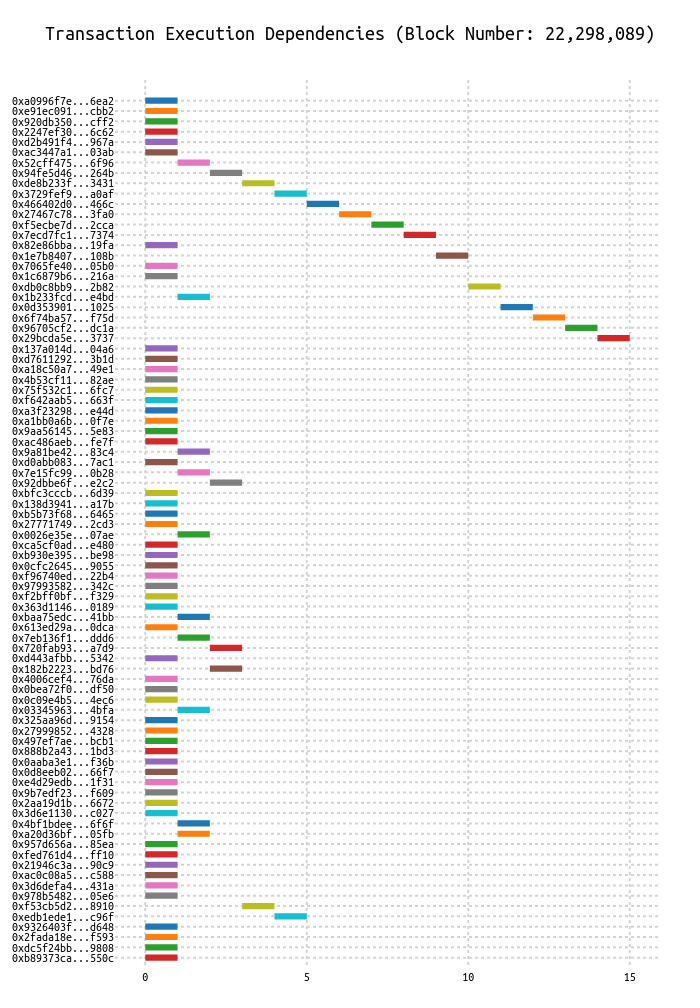 Transaction Execution Dependencies (Block Number: 22,298,089)
0xa0996f7e...6ea2
0xe91ec091...cbb2
0x920db350...cff2
0x2247ef30...6c62
0xd2b491f4...967a
0xac3447a1...03ab
0x52cff475...6f96
0x94fe5d46...264b
0xde8b233f...3431
0x3729fef9...a0af
0x466402d0...466c
0x27467c78...3fa0
0xf5ecbe7d...2cca
0x7ecd7fc1...7374
0x82e86bba...19fa
0x1e7b8407...108b
0x7065fe40...05b0
0x1c6879b6...216a
0xdb0c8bb9...2b82
0x1b233fcd...e4bd
0x0d353901...1025
0x6f74ba57...f75d
0x96705cf2...dc1a
0x29bcda5e...3737
0x137a014d...04a6
0xd7611292...3b1d
0xa18c50a7...49e1
0x4b53cf11...82ae
0x75f532c1...6fc7
0xf642aab5...663f
0xa3f23298...e44d
0xa1bb0a6b...0f7e
0x9aa56145...5e83
0xac486aeb...fe7f
0x9a81be42...83c4
0xd0abb083...7ac1
0x7e15fc99...0b28
0x92dbbe6f...e2c2
0xbfc3cccb...6d39
0x138d3941...a17b
0xb5b73f68...6465
0x27771749...2cd3
0x0026e35e...07ae
0xca5cf0ad...e480
0xb930e395...be98
0x0cfc2645...9055
0xf96740ed...22b4
0x97993582...342c
0xf2bff0bf...f329
0x363d1146...0189
0xbaa75edc...41bb
0x613ed29a...0dca
0x7eb136f1...ddd6
0x720fab93...a7d9
0xd443afbb...5342
0x182b2223...bd76
0x4006cef4...76da
0x0bea72f0...df50
0x0c09e4b5...4ec6
0x03345963...4bfa
0x325aa96d...9154
0x27999852...4328
0x497ef7ae...bcb1
0x888b2a43...1bd3
0x0aaba3e1...f36b
0x0d8eeb02...66f7
0xe4d29edb...1f31
0x9b7edf23...f609
0x2aa19d1b...6672
0x3d6e1130...c027
0x4bf1bdee...6f6f
0xa20d36bf...05fb
0x957d656a...85ea
0xfed761d4...ff10
0x21946c3a...90c9
0xac0c08a5...c588
0x3d6defa4...431a
0x978b5482...05e6
0xf53cb5d2...8910
0xedb1ede1...c96f
0x9326403f...d648
0x2fada18e...f593
0xdc5f24bb...9808
0xb89373ca...550c
0 5 10 15